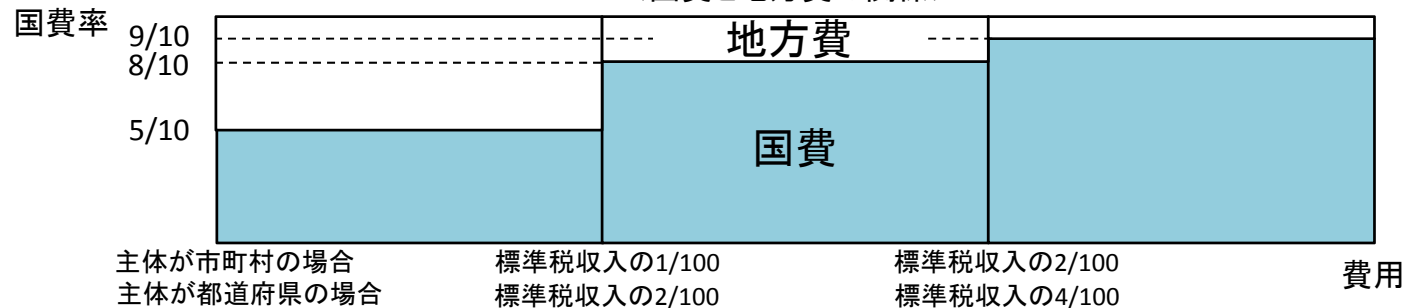 国費率
9/10
8/10
5/10
地方費
国費
主体が市町村の場合 標準税収入の1/100 標準税収入の2/100
主体が都道府県の場合 標準税収入の2/100 標準税収入の4/100
費用